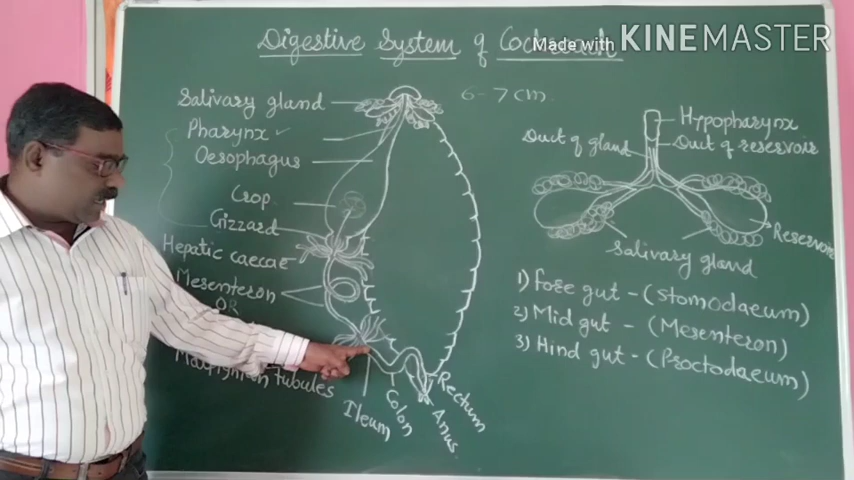 Digestive System of Cockroach
Made with KINEMASTER
6-7 cm.
Salivary gland
Pharynx
Oesophagus
Crop
Gizzard
Hepatic caecae
Mesenteron
OR
Malpighian tubules
Ileum
Colon
Anus
Rectum
Hypopharynx
Duct of gland
Duct of reservoir
Reservoir
Salivary gland
1) Fore gut - (Stomodaeum)
2) Mid gut - (Mesenteron)
3) Hind gut - (Proctodaeum)